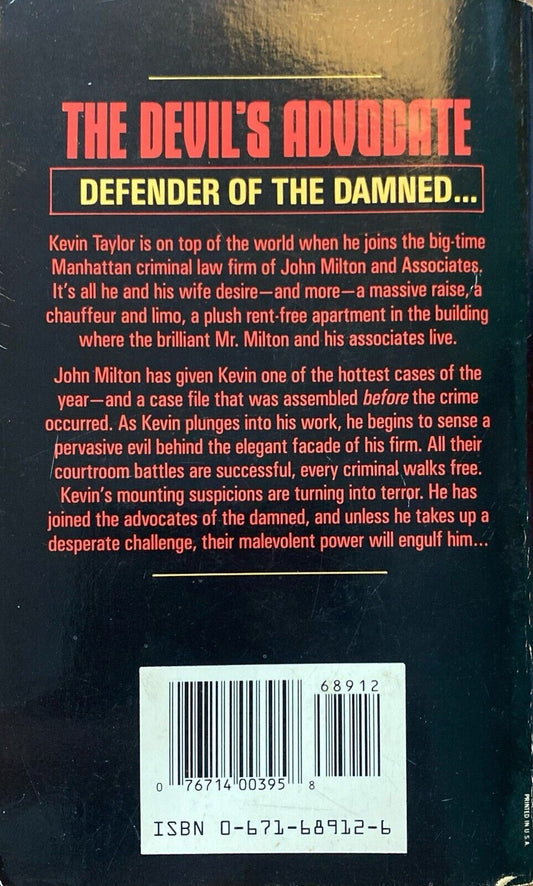 THE DEVIL'S ADVOCATE
DEFENDER OF THE DAMNED...
Kevin Taylor is on top of the world when he joins the big-time
Manhattan criminal law firm of John Milton and Associates.
It's all he and his wife desire—and more—a massive raise, a
chauffeur and limo, a plush rent-free apartment in the building
where the brilliant Mr. Milton and his associates live.
John Milton has given Kevin one of the hottest cases of the
year—and a case file that was assembled before the crime
occurred. As Kevin plunges into his work, he begins to sense a
pervasive evil behind the elegant facade of his firm. All their
courtroom battles are successful, every criminal walks free.
Kevin's mounting suspicions are turning into terror. He has
joined the advocates of the damned, and unless he takes up a
desperate challenge, their malevolent power will engulf him...
68912
0 76714 00395 8
ISBN 0-671-68912-6
PRINTED IN U.S.A.